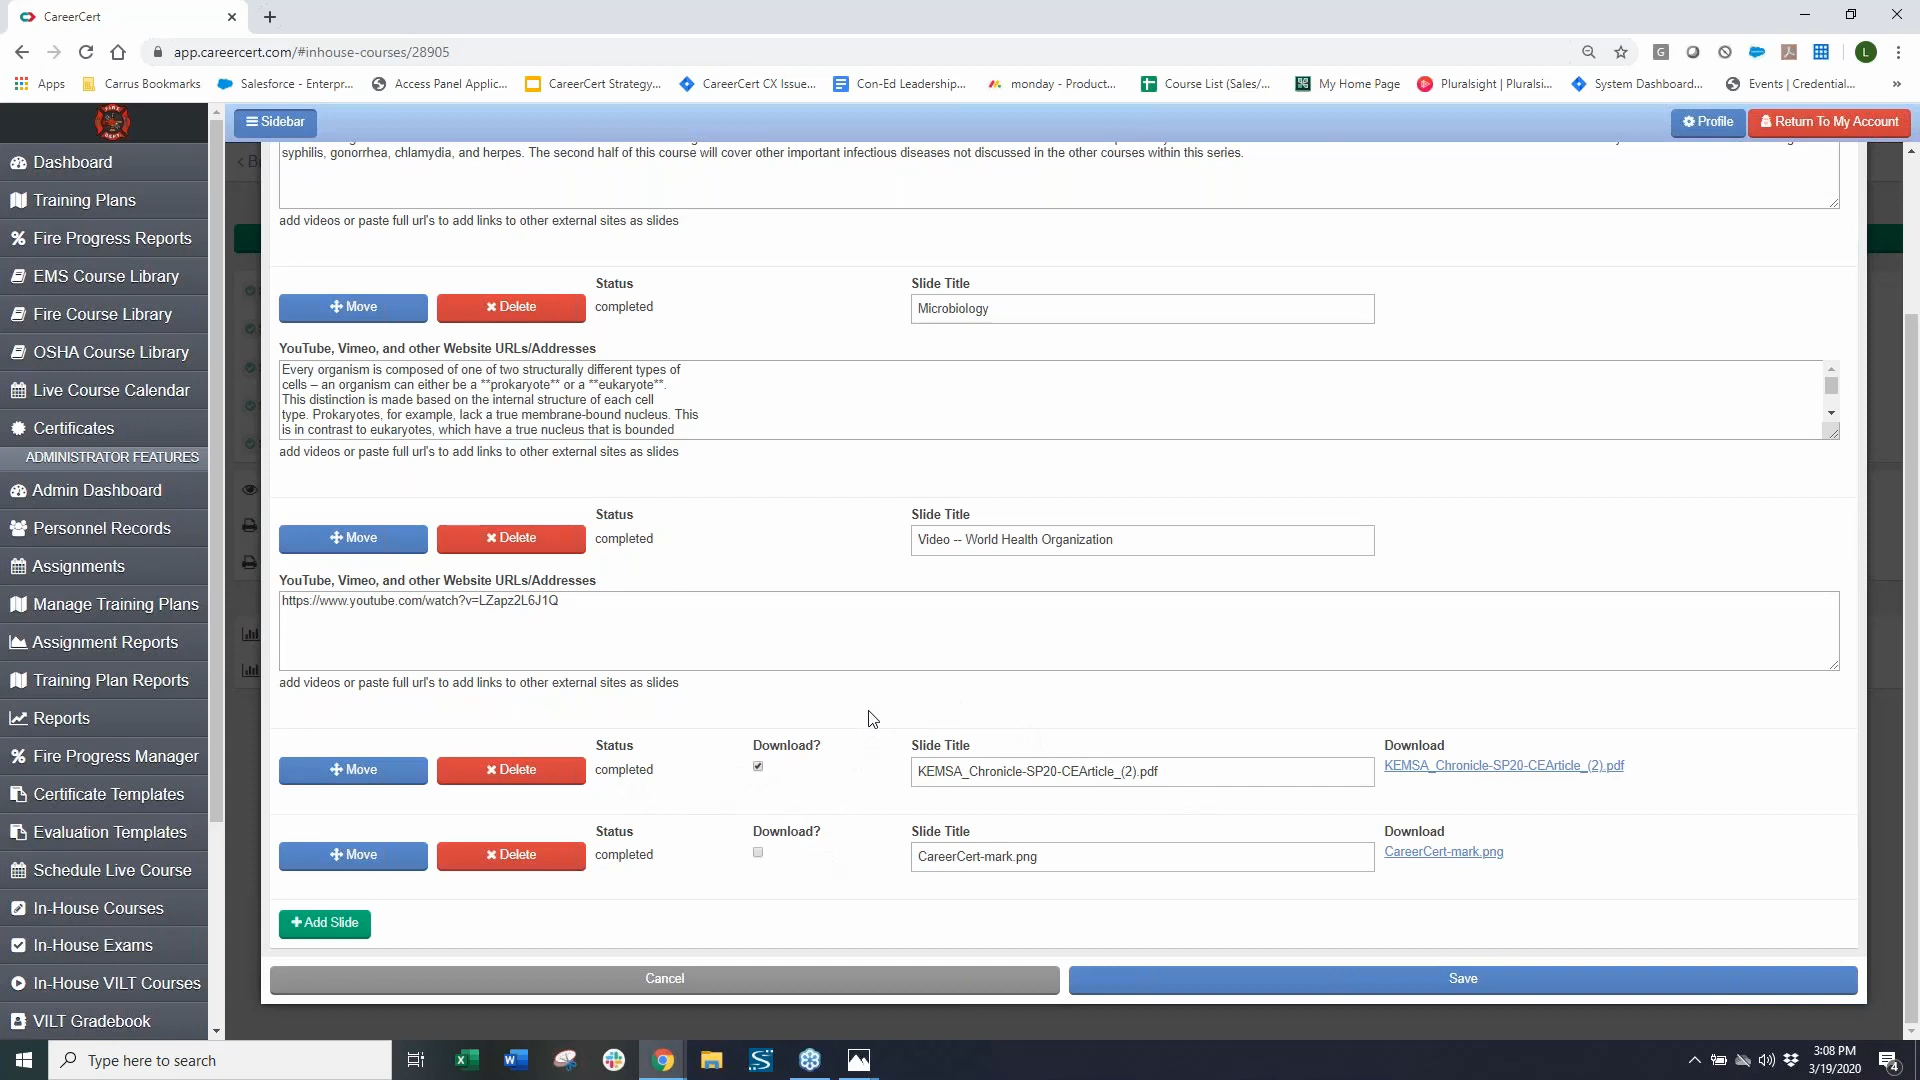 CareerCert
app.careercert.com/#inhouse-courses/28905
G
L
Apps
Carrus Bookmarks
Salesforce - Enterpr...
Access Panel Applic...
CareerCert Strategy...
CareerCert CX Issue...
Con-Ed Leadership...
monday - Product...
Course List (Sales/...
My Home Page
Pluralsight | Pluralsi...
System Dashboard...
Events | Credential...
»
Sidebar
Profile
Return To My Account
Dashboard
Training Plans
Fire Progress Reports
EMS Course Library
Fire Course Library
OSHA Course Library
Live Course Calendar
Certificates
ADMINISTRATOR FEATURES
Admin Dashboard
Personnel Records
Assignments
Manage Training Plans
Assignment Reports
Training Plan Reports
Reports
Fire Progress Manager
Certificate Templates
Evaluation Templates
Schedule Live Course
In-House Courses
In-House Exams
In-House VILT Courses
VILT Gradebook
syphilis, gonorrhea, chlamydia, and herpes. The second half of this course will cover other important infectious diseases not discussed in the other courses within this series.
add videos or paste full url's to add links to other external sites as slides
Status
Slide Title
Move
Delete
completed
Microbiology
YouTube, Vimeo, and other Website URLs/Addresses
Every organism is composed of one of two structurally different types of
cells – an organism can either be a **prokaryote** or a **eukaryote**.
This distinction is made based on the internal structure of each cell
type. Prokaryotes, for example, lack a true membrane-bound nucleus. This
is in contrast to eukaryotes, which have a true nucleus that is bounded
add videos or paste full url's to add links to other external sites as slides
Status
Slide Title
Move
Delete
completed
Video -- World Health Organization
YouTube, Vimeo, and other Website URLs/Addresses
https://www.youtube.com/watch?v=LZapz2L6J1Q
add videos or paste full url's to add links to other external sites as slides
Status
Download?
Slide Title
Download
Move
Delete
completed
KEMSA_Chronicle-SP20-CEArticle_(2).pdf
KEMSA_Chronicle-SP20-CEArticle_(2).pdf
Status
Download?
Slide Title
Download
Move
Delete
completed
CareerCert-mark.png
CareerCert-mark.png
Add Slide
Cancel
Save
Type here to search
3:08 PM
3/19/2020
4